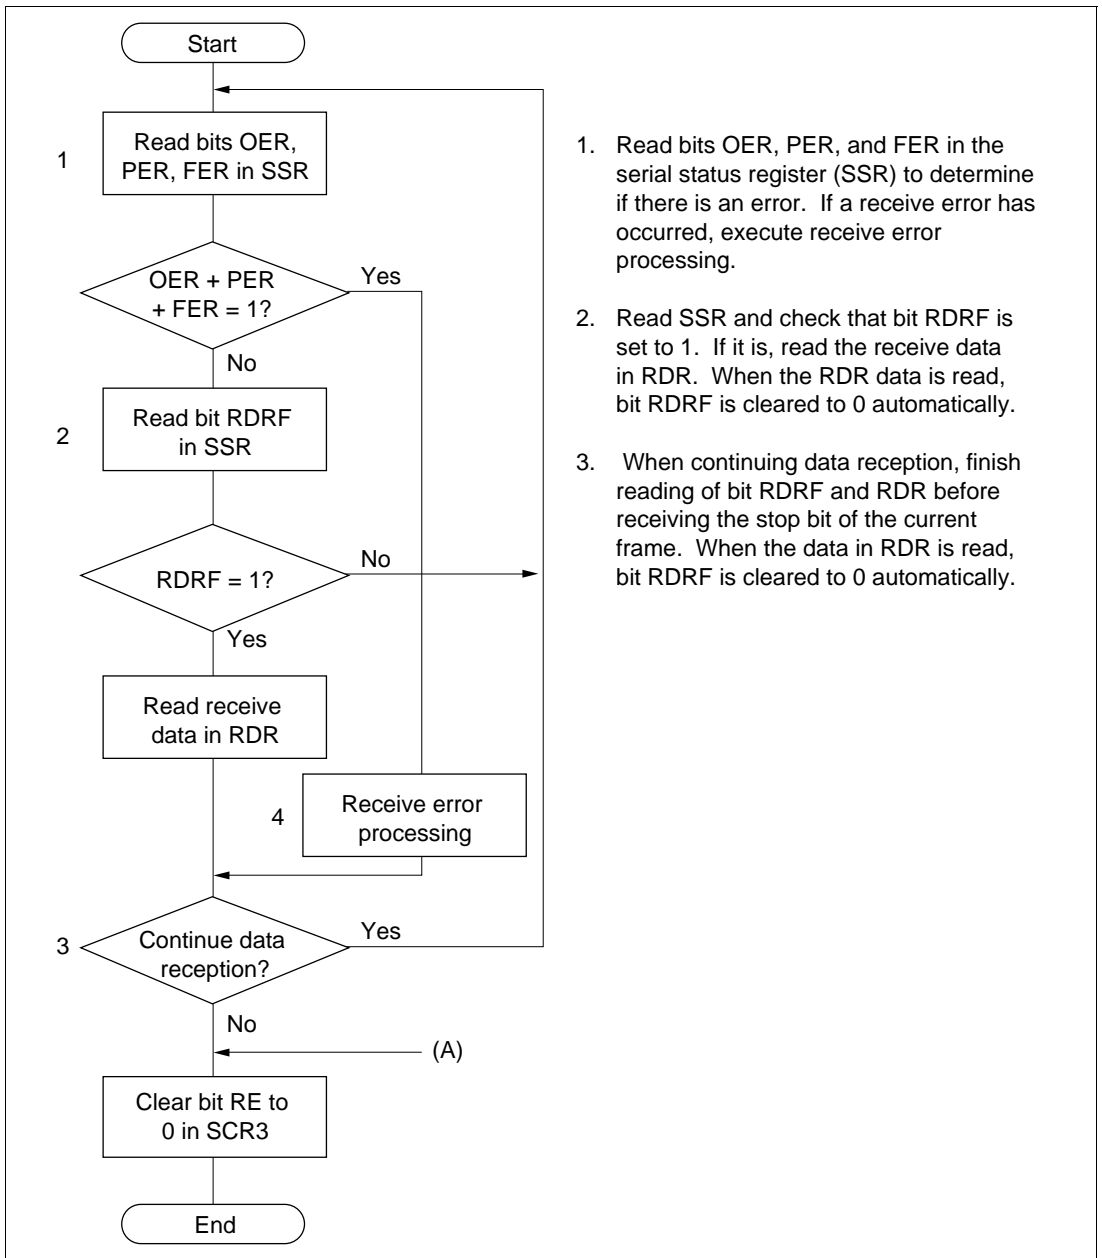 Start
1
Read bits OER,
PER, FER in SSR
OER + PER
+ FER = 1?
Yes
No
2
Read bit RDRF
in SSR
RDRF = 1?
No
Yes
Read receive
data in RDR
4
Receive error
processing
3
Continue data
reception?
Yes
No
(A)
Clear bit RE to
0 in SCR3
End
1. Read bits OER, PER, and FER in the
serial status register (SSR) to determine
if there is an error. If a receive error has
occurred, execute receive error
processing.
2. Read SSR and check that bit RDRF is
set to 1. If it is, read the receive data
in RDR. When the RDR data is read,
bit RDRF is cleared to 0 automatically.
3. When continuing data reception, finish
reading of bit RDRF and RDR before
receiving the stop bit of the current
frame. When the data in RDR is read,
bit RDRF is cleared to 0 automatically.